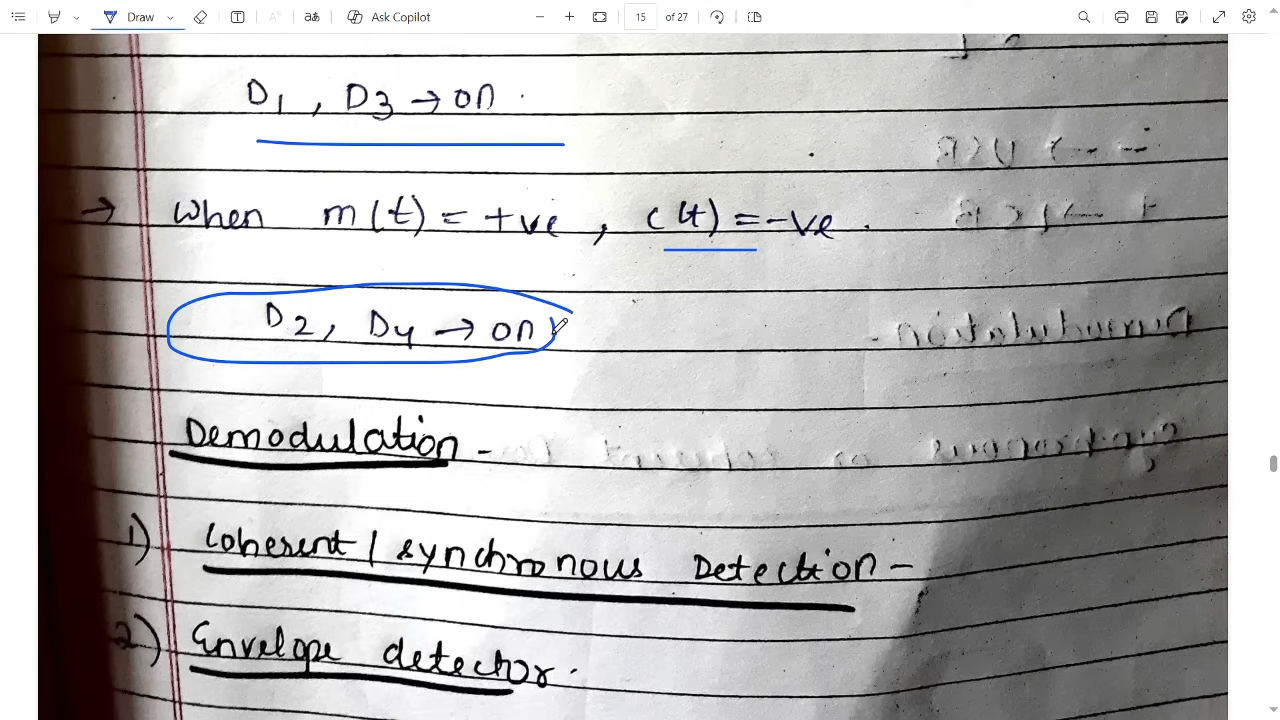 Draw
Ask Copilot
15 of 27
D1, D3 → on.
→ When m(t) = +ve, c(t) = -ve.
D2, D4 → on
Demodulation -
1) Coherent / synchronous Detection -
2) Envelope detector.